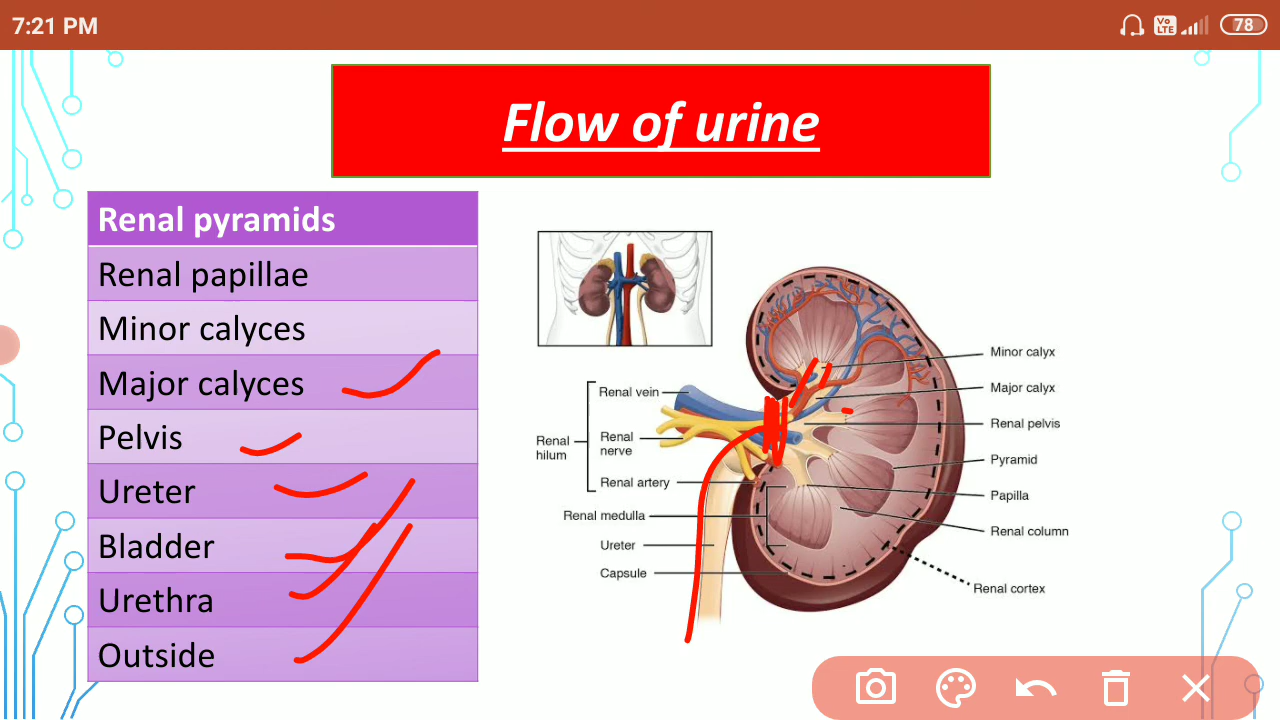 7:21 PM
Vo LTE
78
Flow of urine
Renal pyramids
Renal papillae
Minor calyces
Major calyces
Pelvis
Ureter
Bladder
Urethra
Outside
Renal hilum
Renal vein
Renal nerve
Renal artery
Renal medulla
Ureter
Capsule
Minor calyx
Major calyx
Renal pelvis
Pyramid
Papilla
Renal column
Renal cortex